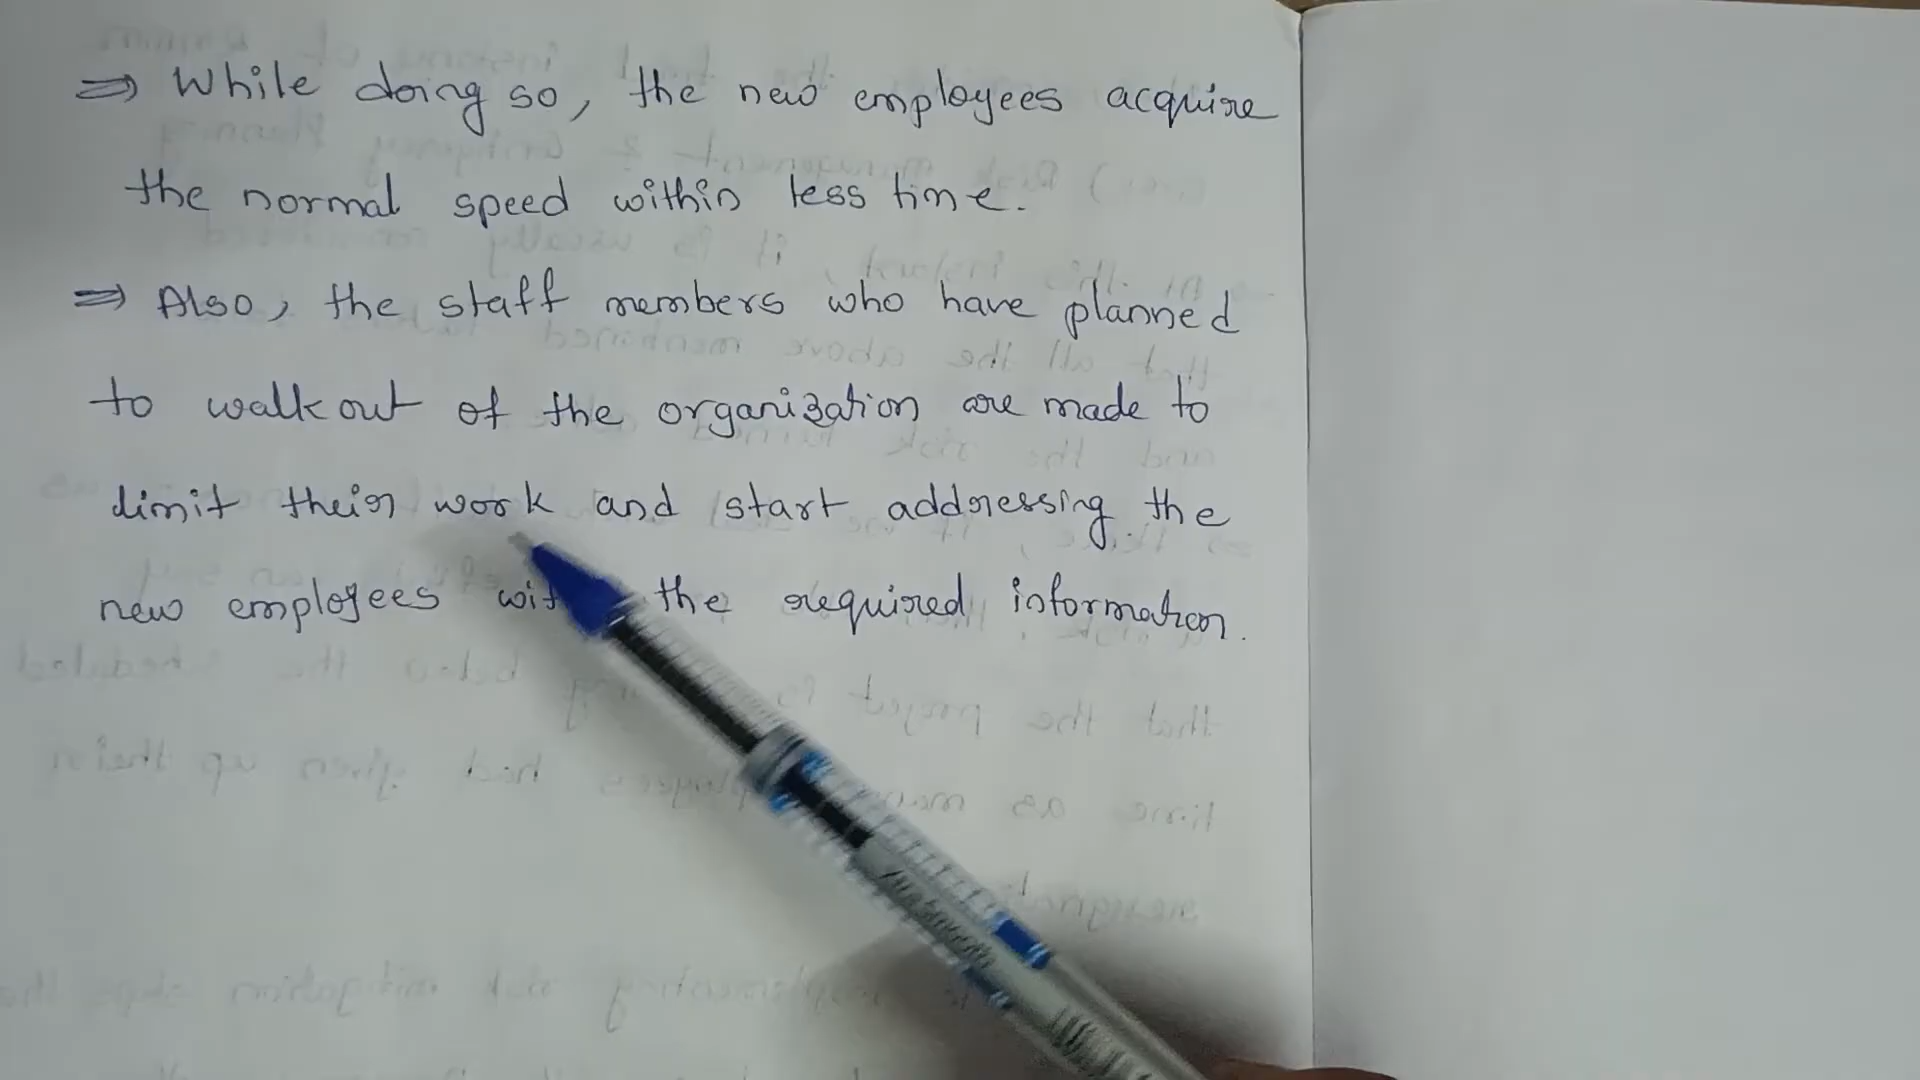 ⇒ While doing so, the new employees acquire
the normal speed within less time.
⇒ Also, the staff members who have planned
to walkout of the organization are made to
limit their work and start addressing the
new employees with the required information.